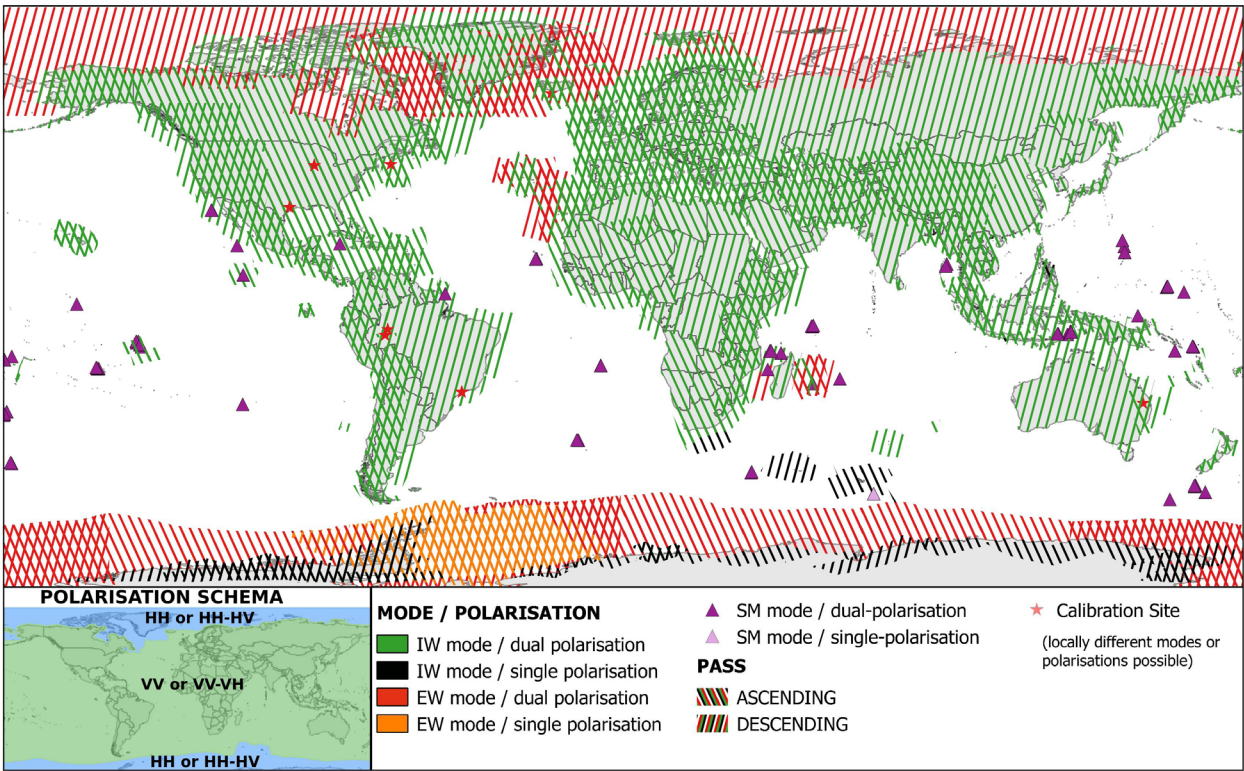 POLARISATION SCHEMA
HH or HH-HV
VV or VV-VH
HH or HH-HV
MODE / POLARISATION
IW mode / dual polarisation
IW mode / single polarisation
EW mode / dual polarisation
EW mode / single polarisation
SM mode / dual-polarisation
SM mode / single-polarisation
PASS
ASCENDING
DESCENDING
Calibration Site
(locally different modes or
polarisations possible)